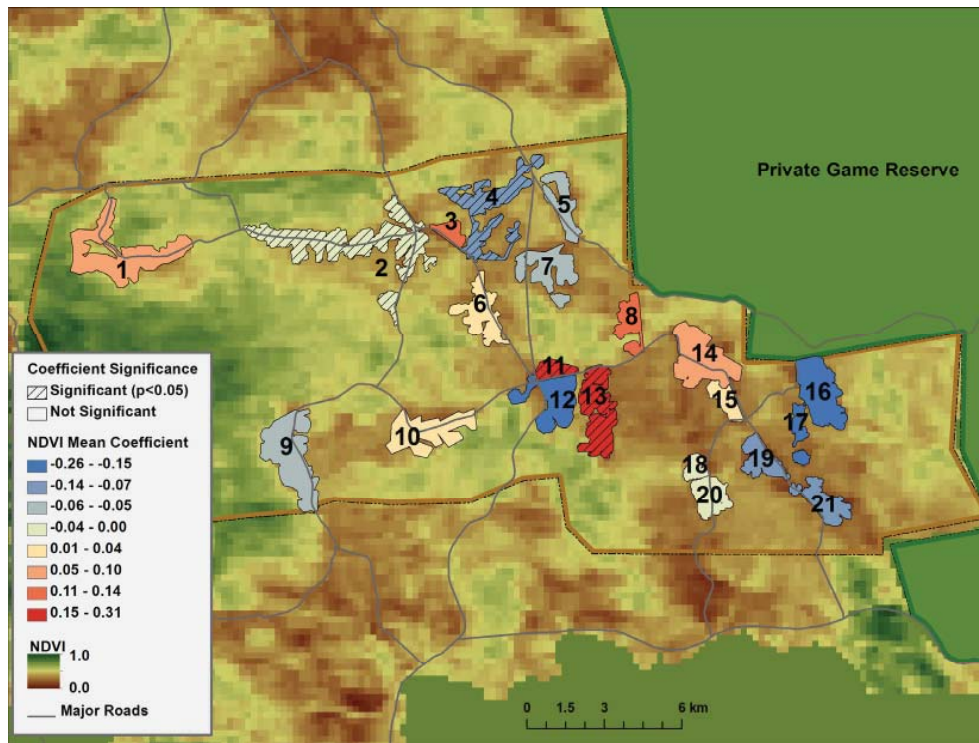 Private Game Reserve
1
2
3
4
5
6
7
8
9
10
11
12
13
14
15
16
17
18
19
20
21
Coefficient Significance
Significant (p<0.05)
Not Significant
NDVI Mean Coefficient
-0.26 - -0.15
-0.14 - -0.07
-0.06 - -0.05
-0.04 - 0.00
0.01 - 0.04
0.05 - 0.10
0.11 - 0.14
0.15 - 0.31
NDVI
1.0
0.0
Major Roads
0 1.5 3 6 km